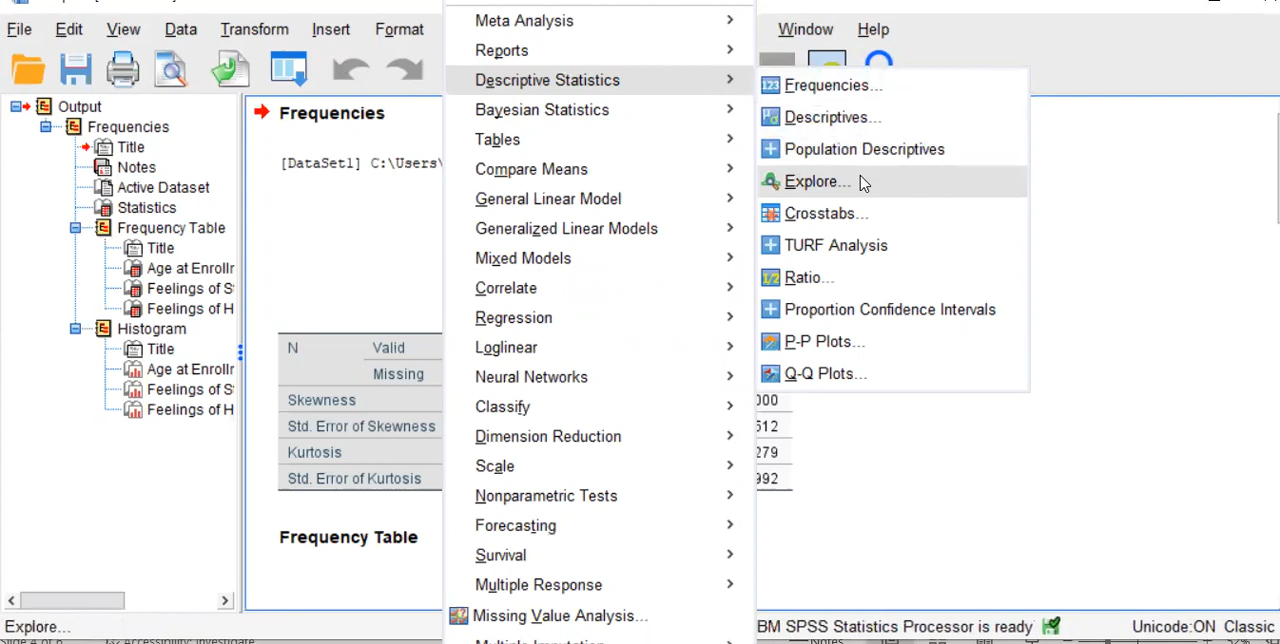 File Edit View Data Transform Insert Format
Window Help
Output
Frequencies
Title
Notes
Active Dataset
Statistics
Frequency Table
Title
Age at Enrollr
Feelings of S
Feelings of H
Histogram
Title
Age at Enrollr
Feelings of S
Feelings of H
Frequencies
[DataSet1] C:\Users\
N Valid
Missing
Skewness 000
Std. Error of Skewness 512
Kurtosis 279
Std. Error of Kurtosis 992
Frequency Table
Meta Analysis
Reports
Descriptive Statistics
Bayesian Statistics
Tables
Compare Means
General Linear Model
Generalized Linear Models
Mixed Models
Correlate
Regression
Loglinear
Neural Networks
Classify
Dimension Reduction
Scale
Nonparametric Tests
Forecasting
Survival
Multiple Response
Missing Value Analysis...
123 Frequencies...
Descriptives...
Population Descriptives
Explore...
Crosstabs...
TURF Analysis
1/2 Ratio...
Proportion Confidence Intervals
P-P Plots...
Q-Q Plots...
Explore...
BM SPSS Statistics Processor is ready Unicode:ON Classic